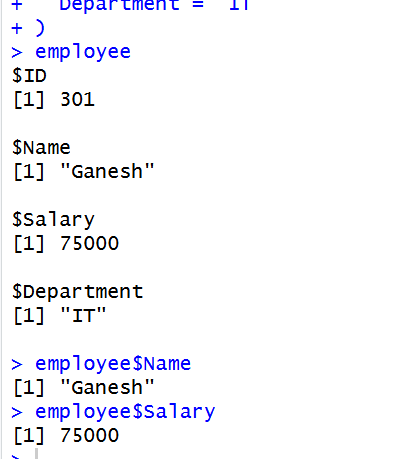 +   Department = "IT"
+ )
> employee
$ID
[1] 301

$Name
[1] "Ganesh"

$Salary
[1] 75000

$Department
[1] "IT"

> employee$Name
[1] "Ganesh"
> employee$Salary
[1] 75000
>